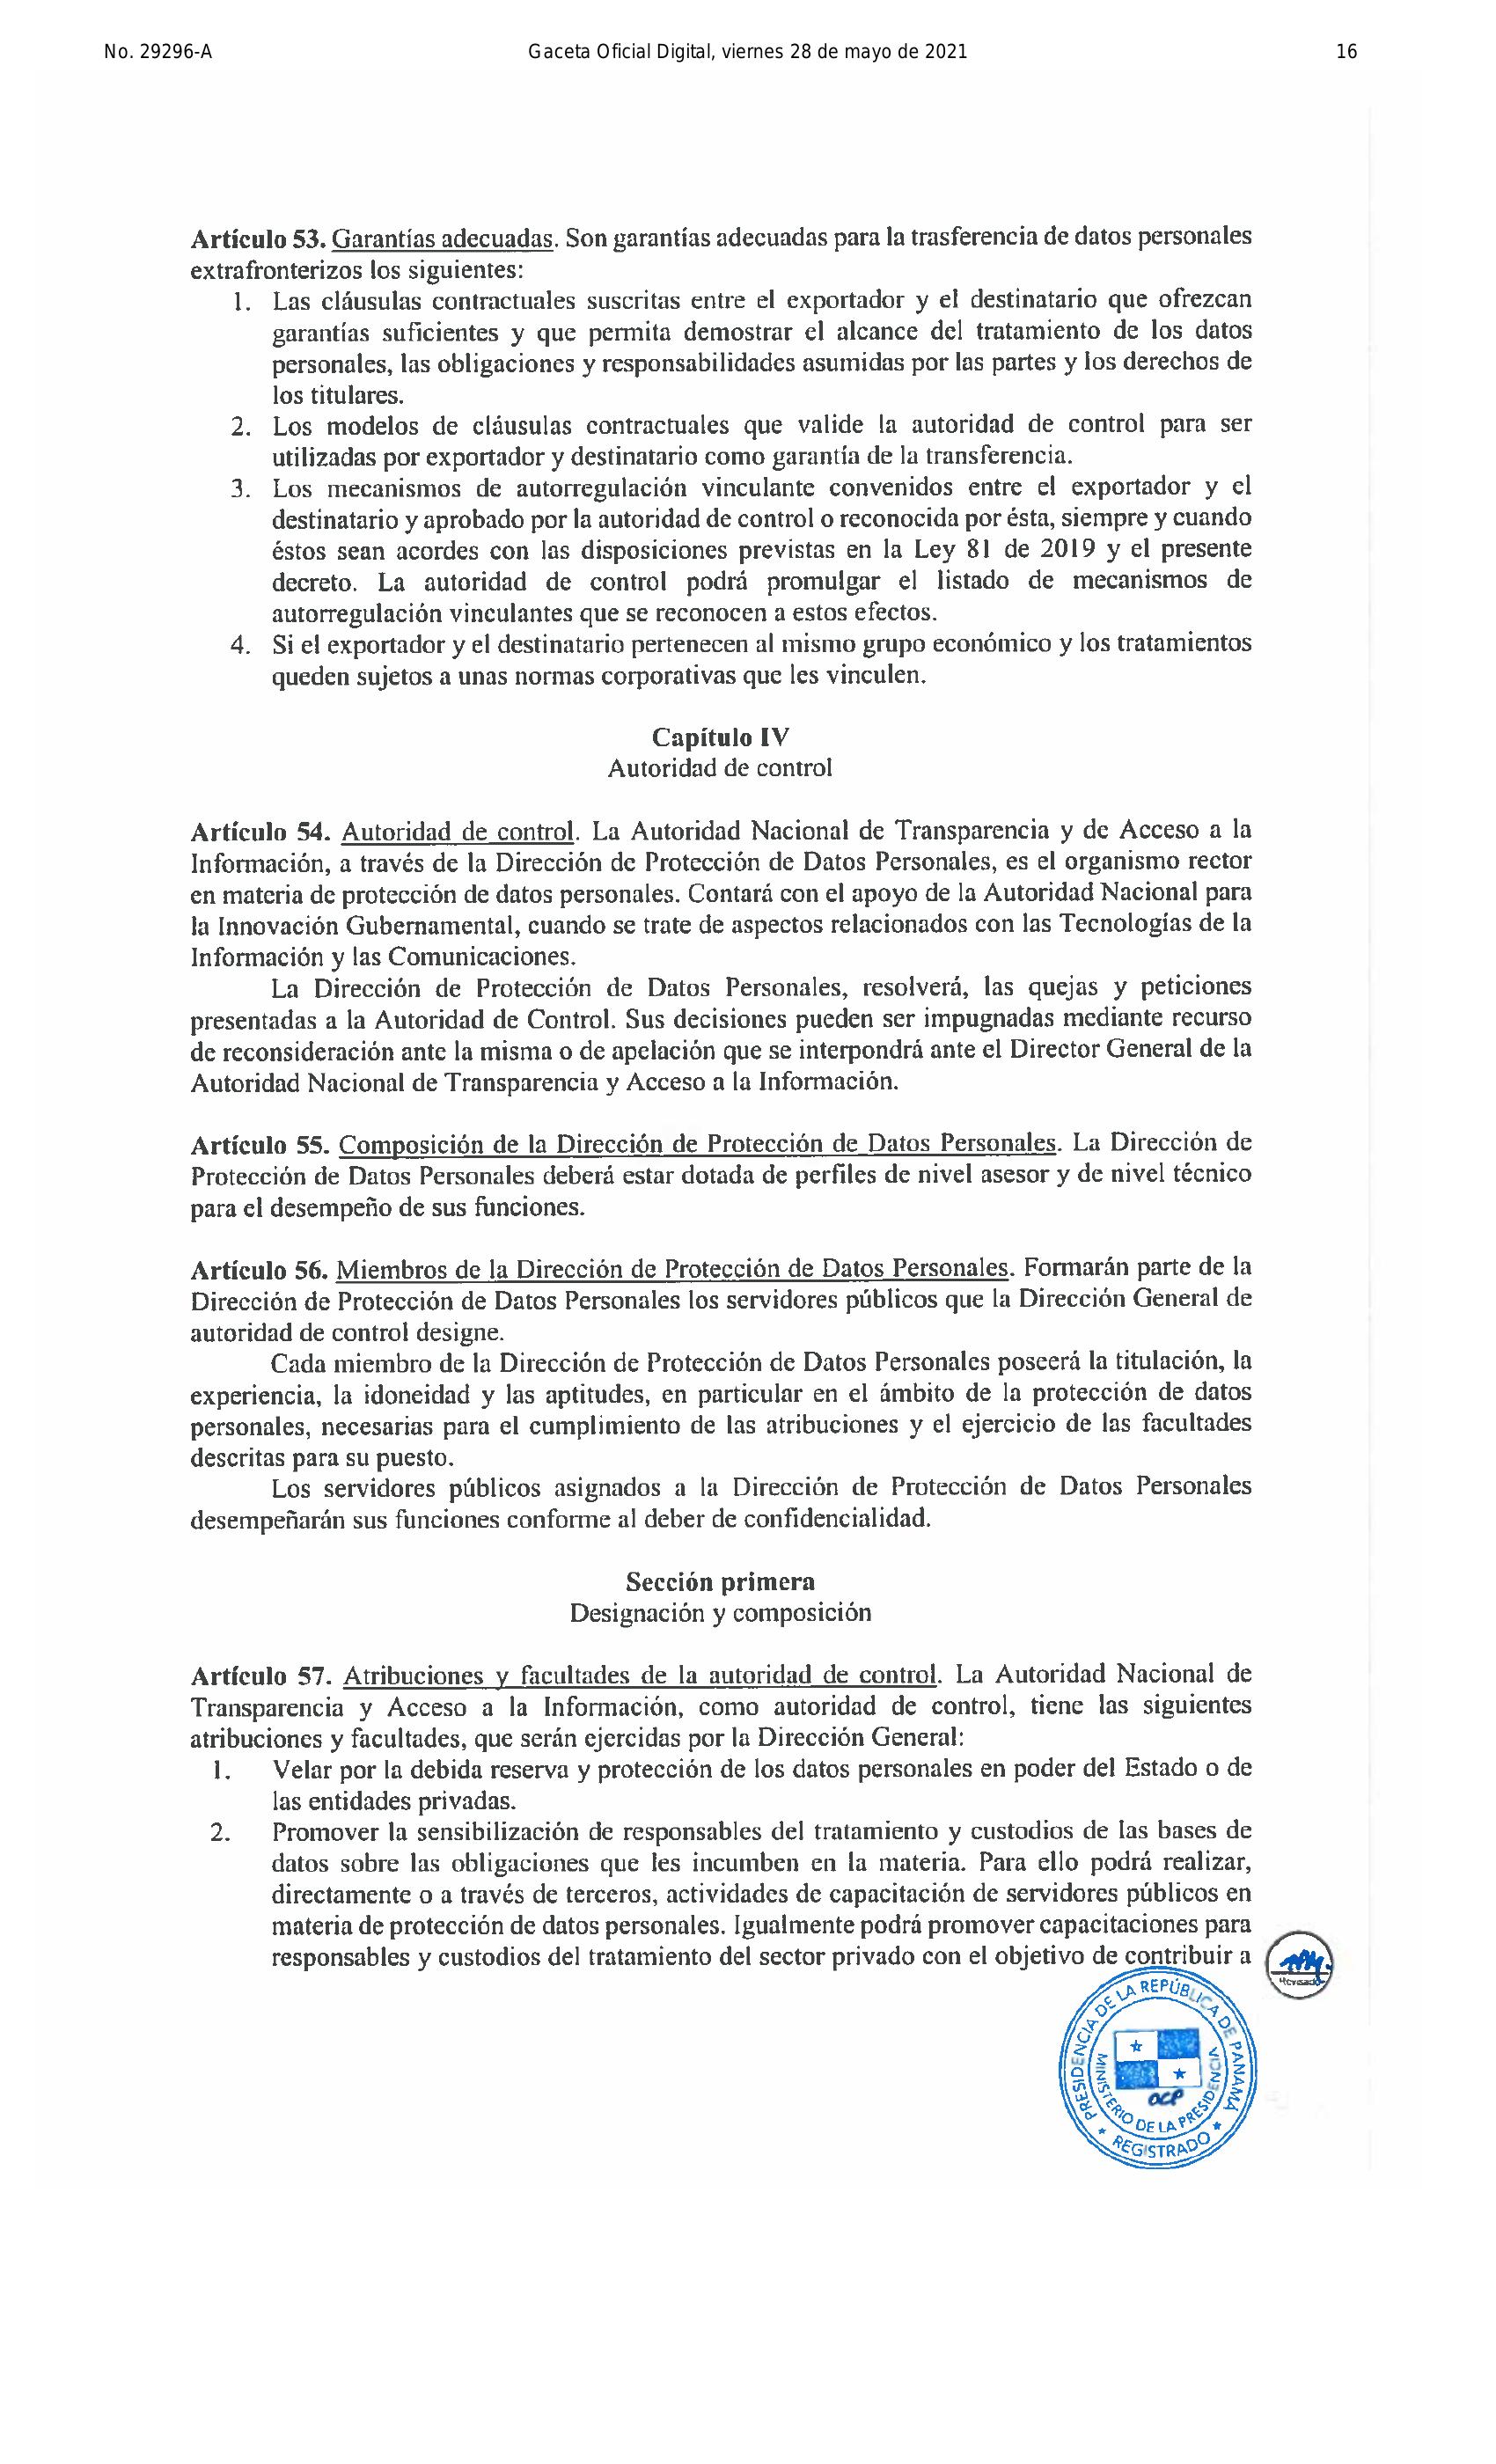 No. 29296-A
Gaceta Oficial Digital, viernes 28 de mayo de 2021
16
Artículo 53. Garantías adecuadas. Son garantías adecuadas para la trasferencia de datos personales
extrafronterizos los siguientes:
1. Las cláusulas contractuales suscritas entre el exportador y el destinatario que ofrezcan
garantías suficientes y que permita demostrar el alcance del tratamiento de los datos
personales, las obligaciones y responsabilidades asumidas por las partes y los derechos de
los titulares.
2. Los modelos de cláusulas contractuales que valide la autoridad de control para ser
utilizadas por exportador y destinatario como garantía de la transferencia.
3. Los mecanismos de autorregulación vinculante convenidos entre el exportador y el
destinatario y aprobado por la autoridad de control o reconocida por ésta, siempre y cuando
éstos sean acordes con las disposiciones previstas en la Ley 81 de 2019 y el presente
decreto. La autoridad de control podrá promulgar el listado de mecanismos de
autorregulación vinculantes que se reconocen a estos efectos.
4. Si el exportador y el destinatario pertenecen al mismo grupo económico y los tratamientos
queden sujetos a unas normas corporativas que les vinculen.
Capítulo IV
Autoridad de control
Artículo 54. Autoridad de control. La Autoridad Nacional de Transparencia y de Acceso a la
Información, a través de la Dirección de Protección de Datos Personales, es el organismo rector
en materia de protección de datos personales. Contará con el apoyo de la Autoridad Nacional para
la Innovación Gubernamental, cuando se trate de aspectos relacionados con las Tecnologías de la
Información y las Comunicaciones.
La Dirección de Protección de Datos Personales, resolverá, las quejas y peticiones
presentadas a la Autoridad de Control. Sus decisiones pueden ser impugnadas mediante recurso
de reconsideración ante la misma o de apelación que se interpondrá ante el Director General de la
Autoridad Nacional de Transparencia y Acceso a la Información.
Artículo 55. Composición de la Dirección de Protección de Datos Personales. La Dirección de
Protección de Datos Personales deberá estar dotada de perfiles de nivel asesor y de nivel técnico
para el desempeño de sus funciones.
Artículo 56. Miembros de la Dirección de Protección de Datos Personales. Formarán parte de la
Dirección de Protección de Datos Personales los servidores públicos que la Dirección General de
autoridad de control designe.
Cada miembro de la Dirección de Protección de Datos Personales poseerá la titulación, la
experiencia, la idoneidad y las aptitudes, en particular en el ámbito de la protección de datos
personales, necesarias para el cumplimiento de las atribuciones y el ejercicio de las facultades
descritas para su puesto.
Los servidores públicos asignados a la Dirección de Protección de Datos Personales
desempeñarán sus funciones conforme al deber de confidencialidad.
Sección primera
Designación y composición
Artículo 57. Atribuciones y facultades de la autoridad de control. La Autoridad Nacional de
Transparencia y Acceso a la Información, como autoridad de control, tiene las siguientes
atribuciones y facultades, que serán ejercidas por la Dirección General:
1. Velar por la debida reserva y protección de los datos personales en poder del Estado o de
las entidades privadas.
2. Promover la sensibilización de responsables del tratamiento y custodios de las bases de
datos sobre las obligaciones que les incumben en la materia. Para ello podrá realizar,
directamente o a través de terceros, actividades de capacitación de servidores públicos en
materia de protección de datos personales. Igualmente podrá promover capacitaciones para
responsables y custodios del tratamiento del sector privado con el objetivo de contribuir a
Revisado
PRESIDENCIA DE LA REPÚBLICA DE PANAMÁ
MINISTERIO DE LA PRESIDENCIA
OCP
REGISTRADO